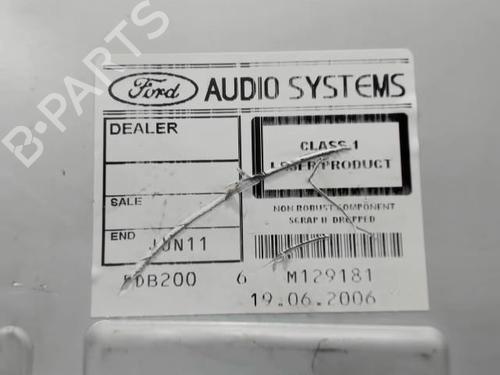 B-PARTS
Ford AUDIO SYSTEMS
DEALER
CLASS 1
LASER PRODUCT
SALE
NON ROBUST COMPONENT
SCRAP IF DROPPED
END JUN11
DB200 6 M129181
19.06.2006